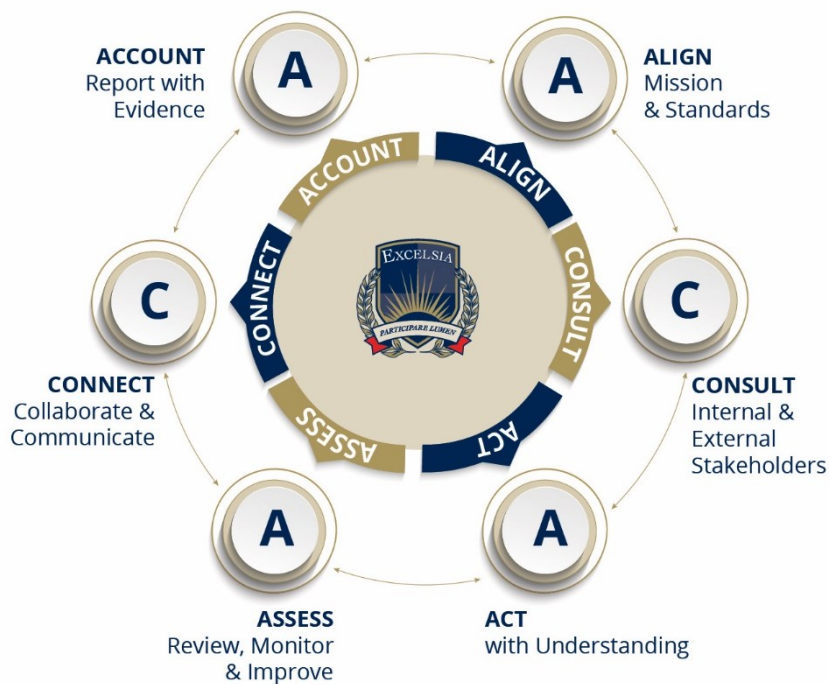 ACCOUNT
Report with
Evidence
A
A
ALIGN
Mission
& Standards
ACCOUNT
ALIGN
CONNECT
CONSULT
EXCELSIA
PARTICIPARE LUMEN
C
C
CONNECT
Collaborate &
Communicate
CONSULT
Internal &
External
Stakeholders
ASSESS
ACT
A
A
ASSESS
Review, Monitor
& Improve
ACT
with Understanding